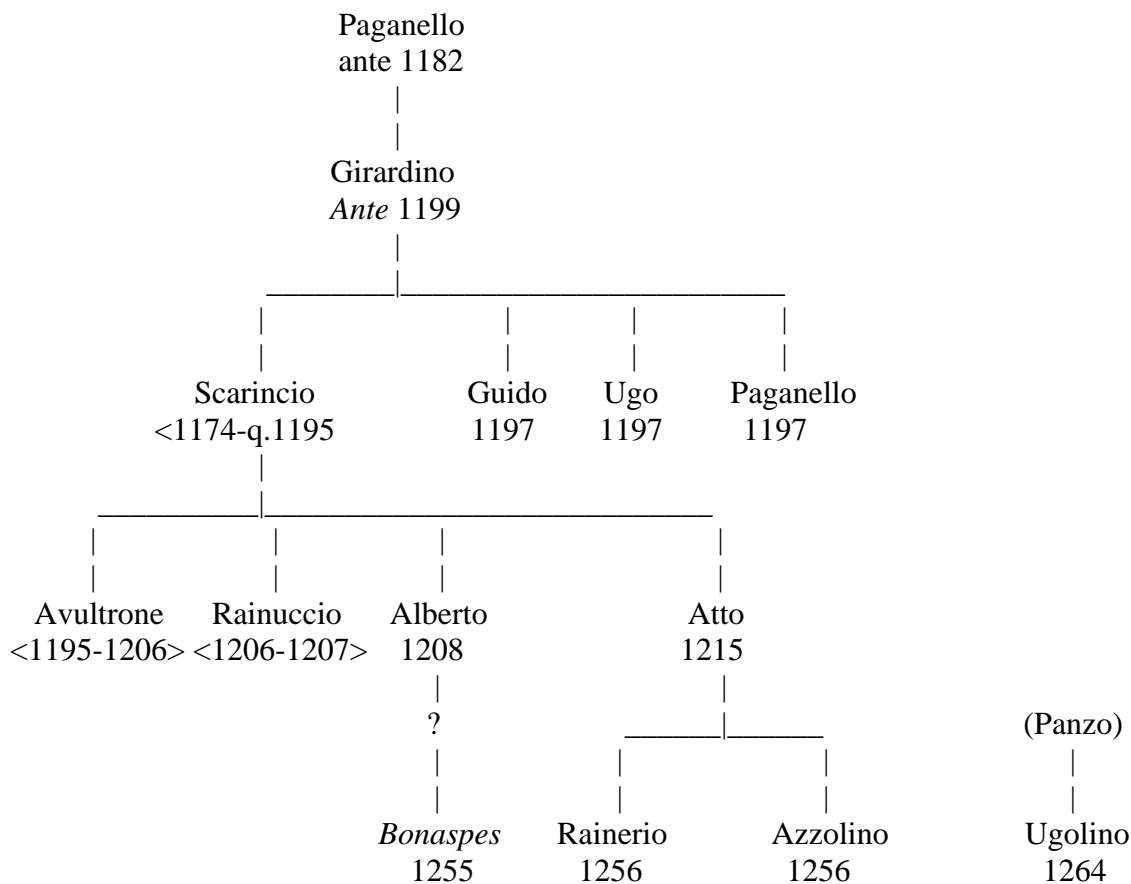 Paganello
ante 1182
Girardino
Ante 1199
Scarincio Guido Ugo Paganello
<1174-q.1195 1197 1197 1197
Avultrone Rainuccio Alberto Atto
<1195-1206> <1206-1207> 1208 1215
? (Panzo)
Bonaspes Rainerio Azzolino Ugolino
1255 1256 1256 1264